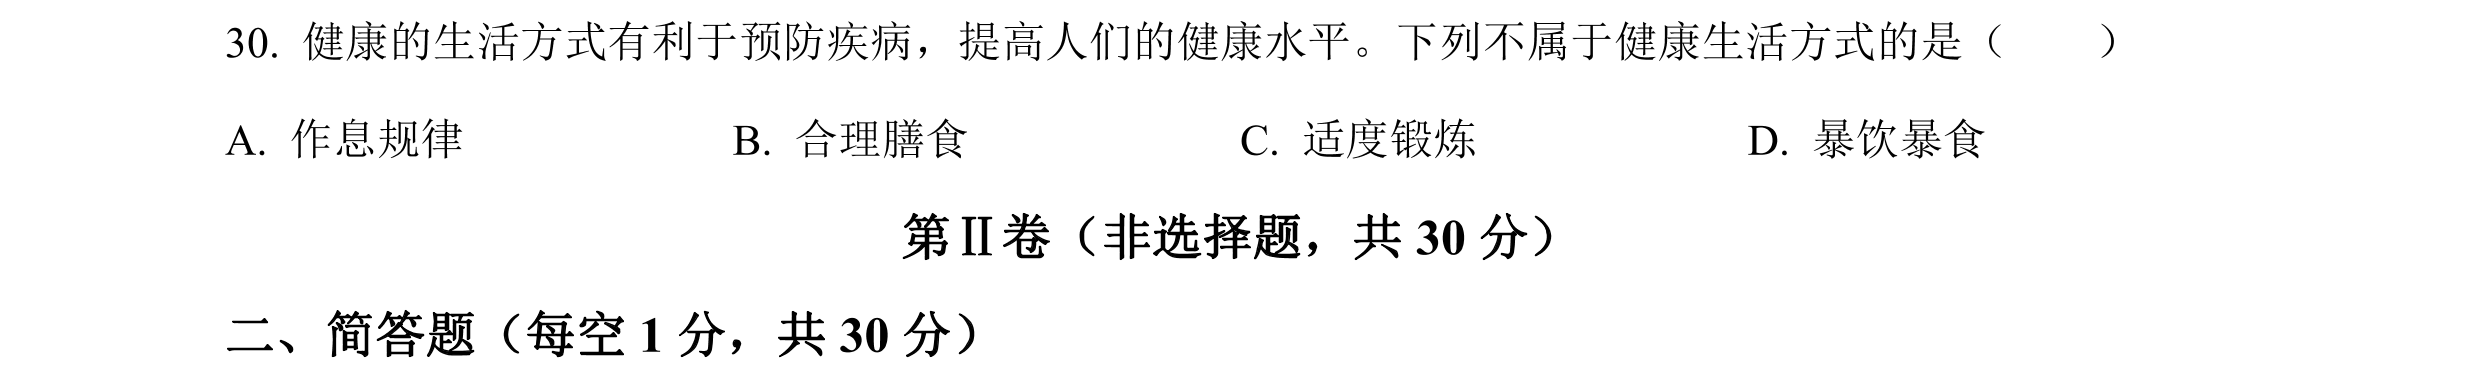 30. 健康的生活方式有利于预防疾病，提高人们的健康水平。下列不属于健康生活方式的是（　　）
A. 作息规律　　B. 合理膳食　　C. 适度锻炼　　D. 暴饮暴食
第Ⅱ卷（非选择题，共 30 分）
二、简答题（每空 1 分，共 30 分）